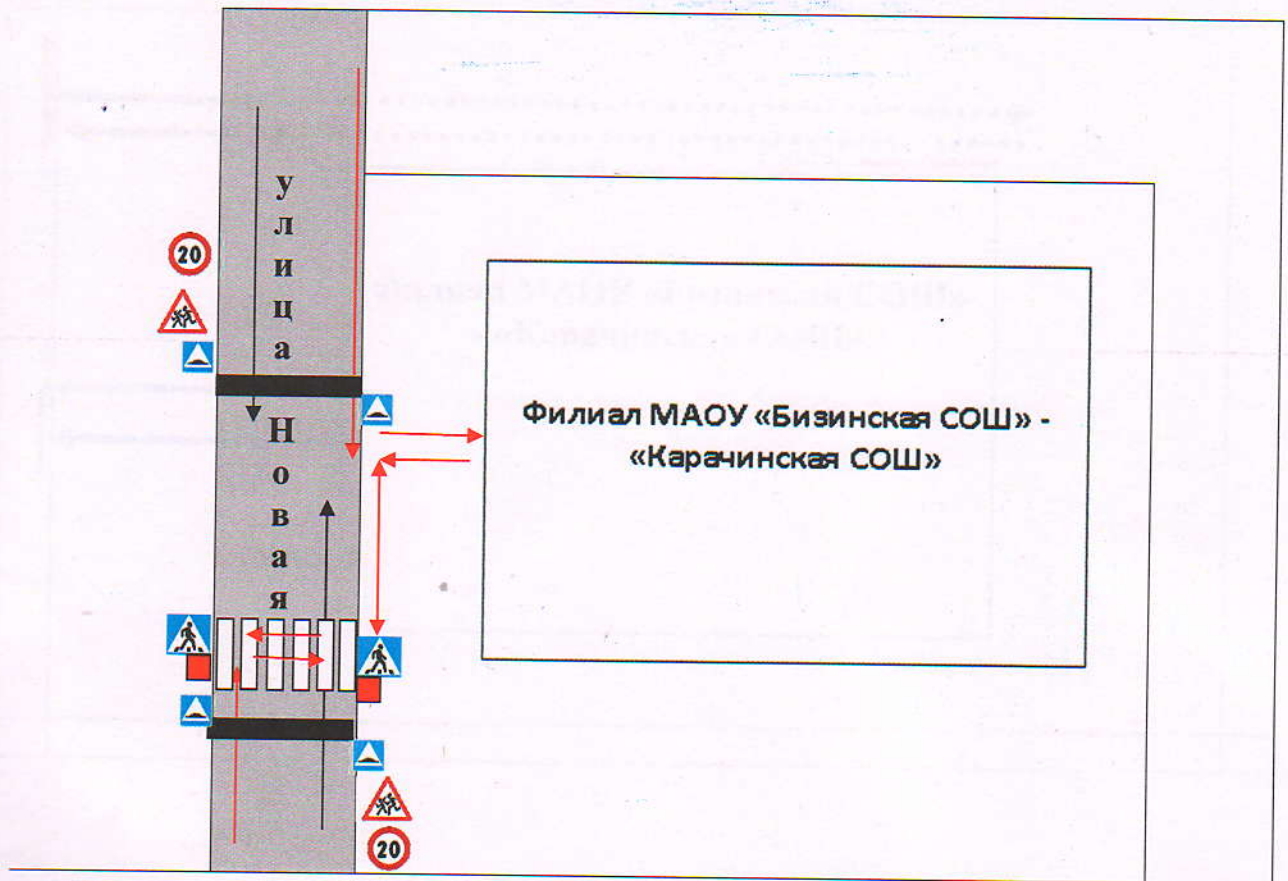 улица Новая
20
Филиал МАОУ «Бизинская СОШ» -
«Карачинская СОШ»
20